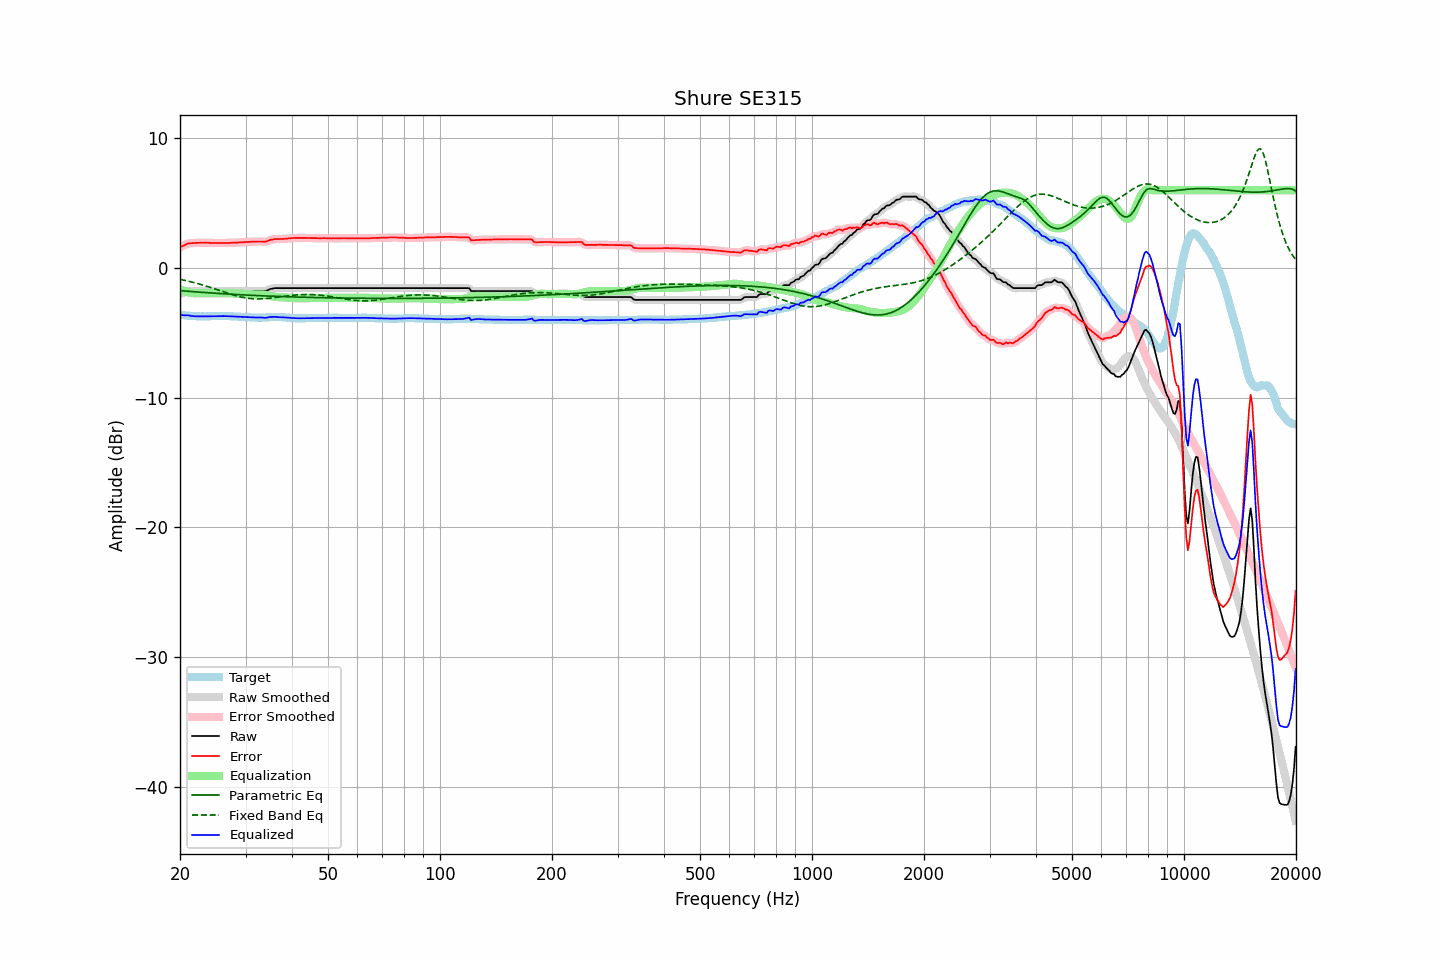 Shure SE315
10
0
−10
−20
−30
−40
Amplitude (dBr)
Target
Raw Smoothed
Error Smoothed
Raw
Error
Equalization
Parametric Eq
Fixed Band Eq
Equalized
20 50 100 200 500 1000 2000 5000 10000 20000
Frequency (Hz)